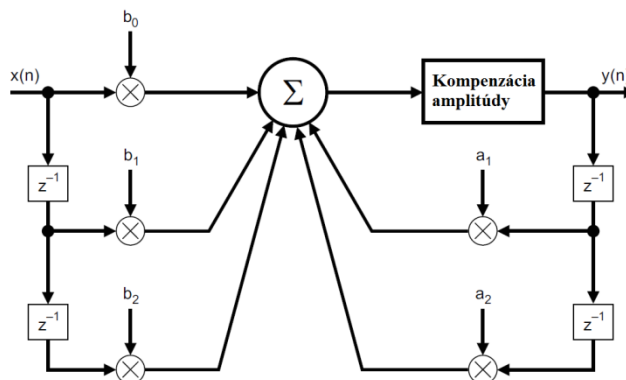 b₀
x(n)
Σ
Kompenzácia
amplitúdy
y(n
b₁
a₁
z⁻¹
z⁻¹
b₂
a₂
z⁻¹
z⁻¹